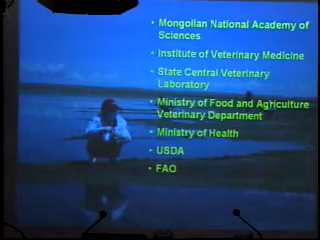 • Mongolian National Academy of
Sciences
• Institute of Veterinary Medicine
• State Central Veterinary
Laboratory
• Ministry of Food and Agriculture
Veterinary Department
• Ministry of Health
• USDA
• FAO